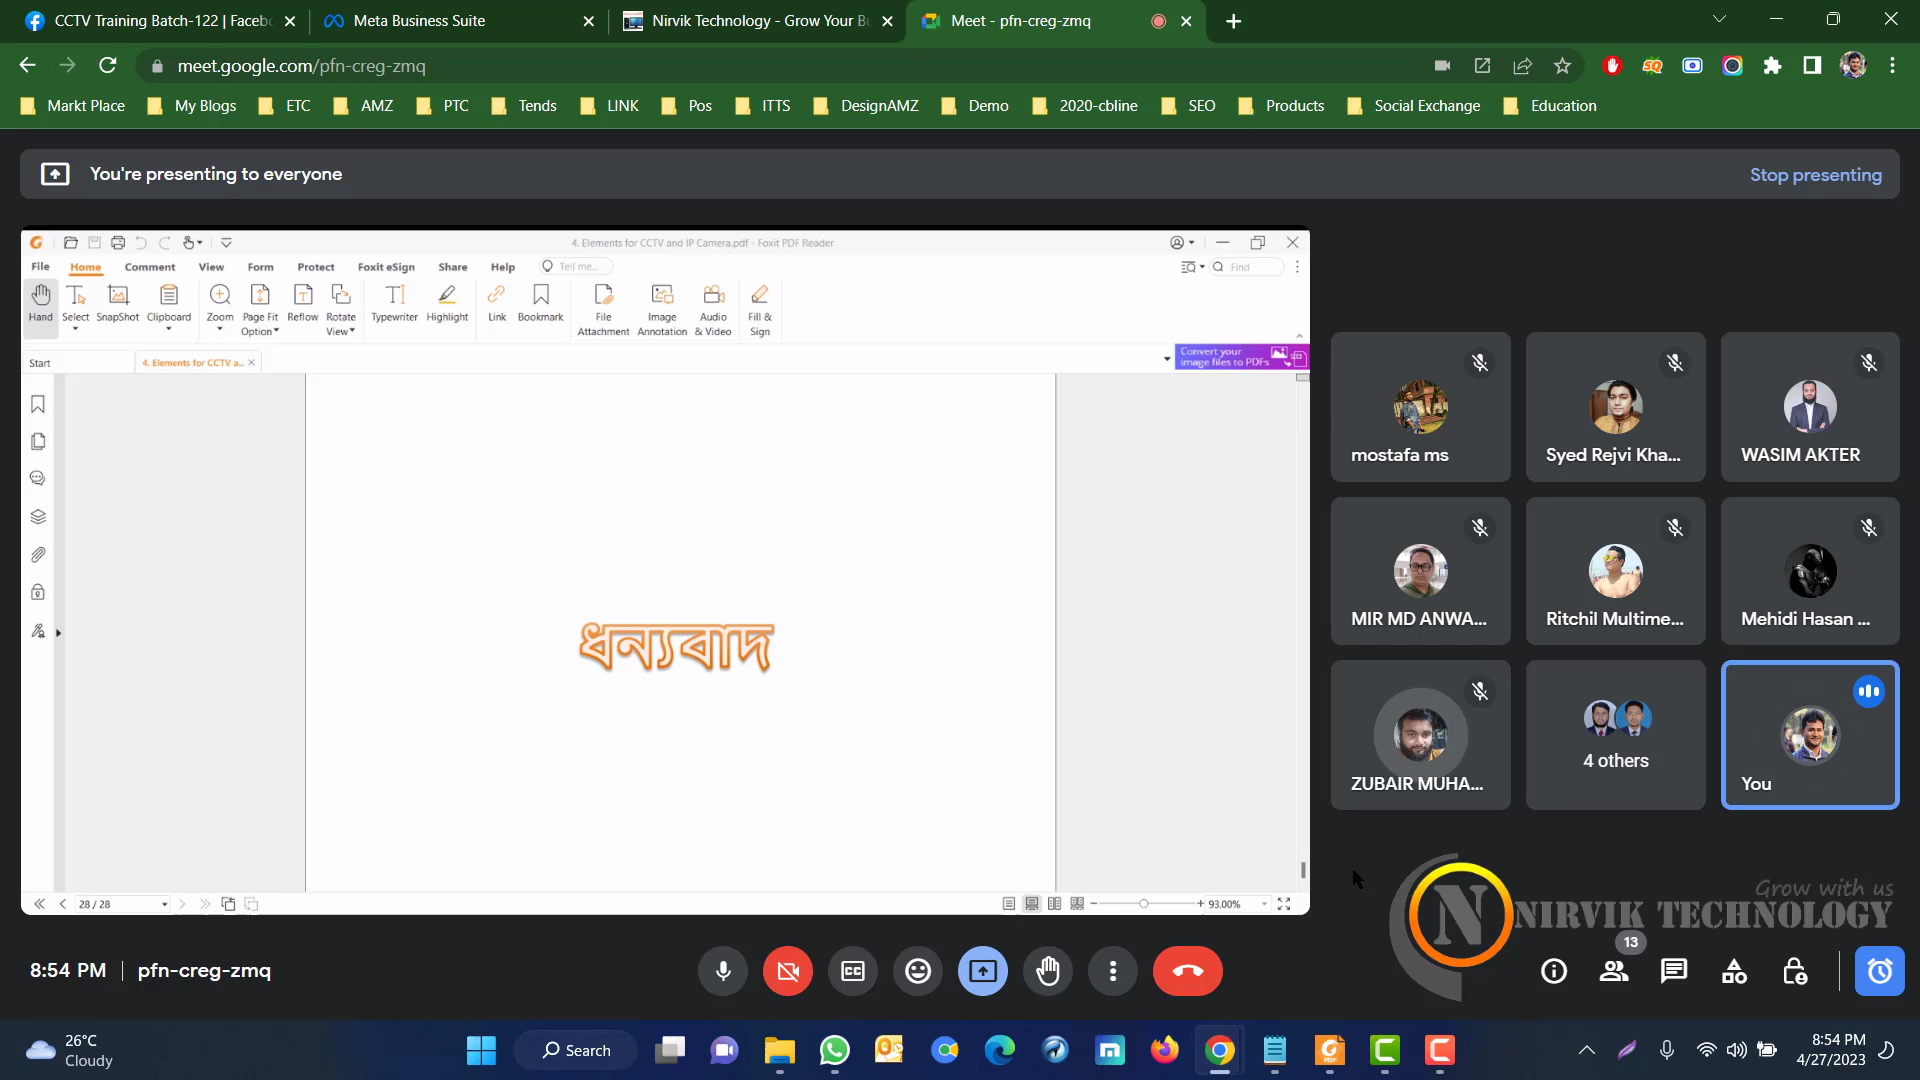 CCTV Training Batch-122 | Faceb
Meta Business Suite
Nirvik Technology - Grow Your Bu
Meet - pfn-creg-zmq
meet.google.com/pfn-creg-zmq
Markt Place
My Blogs
ETC
AMZ
PTC
Tends
LINK
Pos
ITTS
DesignAMZ
Demo
2020-cbline
SEO
Products
Social Exchange
Education
You're presenting to everyone
Stop presenting
4. Elements for CCTV and IP Camera.pdf - Foxit PDF Reader
File Home Comment View Form Protect Foxit eSign Share Help Tell me... Find
Hand
Select
SnapShot
Clipboard
Zoom
Page Fit
Option
Reflow
Rotate
View
Typewriter
Highlight
Link
Bookmark
File
Attachment
Image
Annotation
Audio
& Video
Fill &
Sign
Start
4. Elements for CCTV a...
Convert your
image files to PDFs
ধন্যবাদ
28 / 28
93.00%
mostafa ms
Syed Rejvi Kha...
WASIM AKTER
MIR MD ANWA...
Ritchil Multime...
Mehidi Hasan ...
ZUBAIR MUHA...
4 others
You
Grow with us
N NIRVIK TECHNOLOGY
8:54 PM | pfn-creg-zmq
13
26°C
Cloudy
Search
8:54 PM
4/27/2023